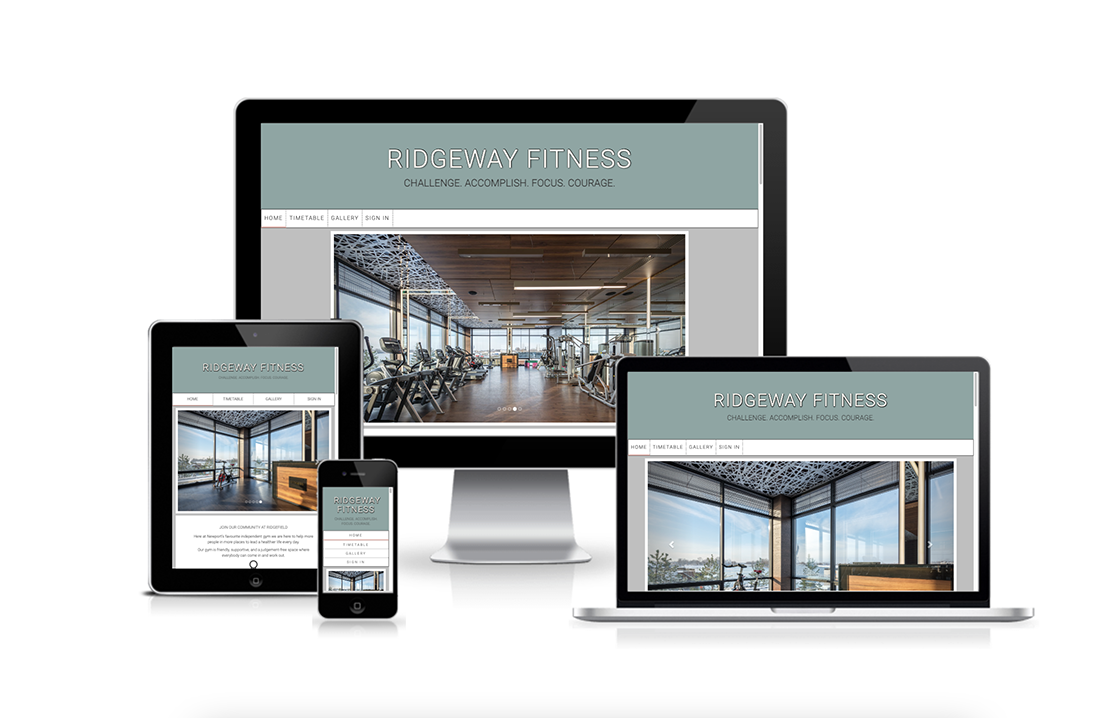 RIDGEWAY FITNESS
CHALLENGE. ACCOMPLISH. FOCUS. COURAGE.
HOME TIMETABLE GALLERY SIGN IN
RIDGEWAY FITNESS
CHALLENGE. ACCOMPLISH. FOCUS. COURAGE.
HOME TIMETABLE GALLERY SIGN IN
JOIN OUR COMMUNITY AT RIDGEFIELD
Here at Newport's favourite independent gym we are here to help more
people in more places to lead a healthier life every day.
Our gym is friendly, supportive, and a judgement free space where
everybody can come in and work out.
RIDGEWAY
FITNESS
CHALLENGE. ACCOMPLISH.
FOCUS. COURAGE.
HOME
TIMETABLE
GALLERY
SIGN IN
RIDGEWAY FITNESS
CHALLENGE. ACCOMPLISH. FOCUS. COURAGE.
HOME TIMETABLE GALLERY SIGN IN